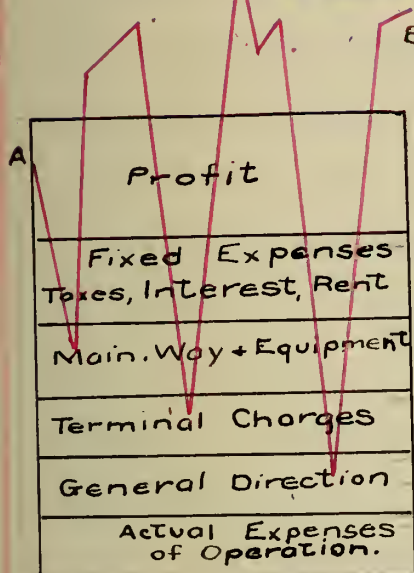 B
A
Profit
Fixed Expenses
Taxes, Interest, Rent
Main. Way + Equipment
Terminal Charges
General Direction
Actual Expenses
of Operation.